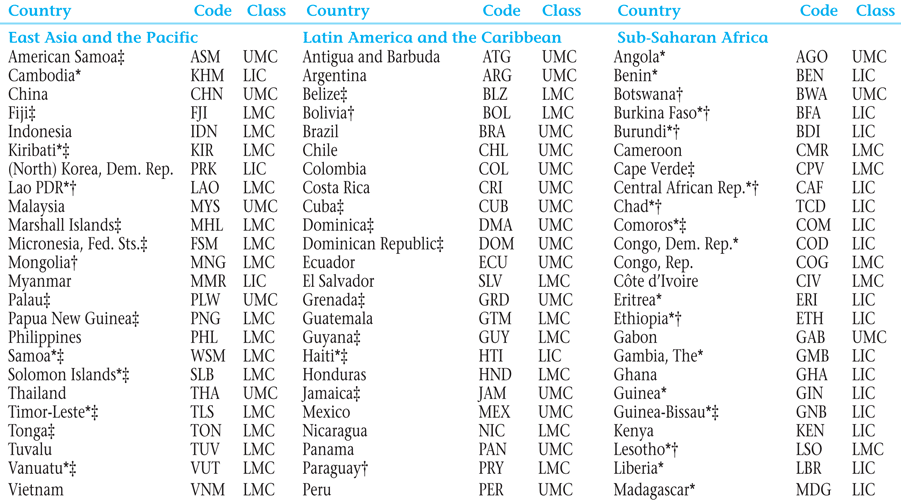 Country Code Class Country Code Class Country Code Class
East Asia and the Pacific Latin America and the Caribbean Sub-Saharan Africa
American Samoa‡ ASM UMC Antigua and Barbuda ATG UMC Angola* AGO UMC
Cambodia* KHM LIC Argentina ARG UMC Benin* BEN LIC
China CHN UMC Belize‡ BLZ LMC Botswana† BWA UMC
Fiji‡ FJI LMC Bolivia† BOL LMC Burkina Faso*† BFA LIC
Indonesia IDN LMC Brazil BRA UMC Burundi*† BDI LIC
Kiribati*‡ KIR LMC Chile CHL UMC Cameroon CMR LMC
(North) Korea, Dem. Rep. PRK LIC Colombia COL UMC Cape Verde‡ CPV LMC
Lao PDR*† LAO LMC Costa Rica CRI UMC Central African Rep.*† CAF LIC
Malaysia MYS UMC Cuba‡ CUB UMC Chad*† TCD LIC
Marshall Islands‡ MHL LMC Dominica‡ DMA UMC Comoros*‡ COM LIC
Micronesia, Fed. Sts.‡ FSM LMC Dominican Republic‡ DOM UMC Congo, Dem. Rep.* COD LIC
Mongolia† MNG LMC Ecuador ECU UMC Congo, Rep. COG LMC
Myanmar MMR LIC El Salvador SLV LMC Côte d’Ivoire CIV LMC
Palau‡ PLW UMC Grenada‡ GRD UMC Eritrea* ERI LIC
Papua New Guinea‡ PNG LMC Guatemala GTM LMC Ethiopia*† ETH LIC
Philippines PHL LMC Guyana‡ GUY LMC Gabon GAB UMC
Samoa*‡ WSM LMC Haiti*‡ HTI LIC Gambia, The* GMB LIC
Solomon Islands*‡ SLB LMC Honduras HND LMC Ghana GHA LIC
Thailand THA UMC Jamaica‡ JAM UMC Guinea* GIN LIC
Timor-Leste*‡ TLS LMC Mexico MEX UMC Guinea-Bissau*‡ GNB LIC
Tonga‡ TON LMC Nicaragua NIC LMC Kenya KEN LIC
Tuvalu TUV LMC Panama PAN UMC Lesotho*† LSO LMC
Vanuatu*‡ VUT LMC Paraguay† PRY LMC Liberia* LBR LIC
Vietnam VNM LMC Peru PER UMC Madagascar* MDG LIC